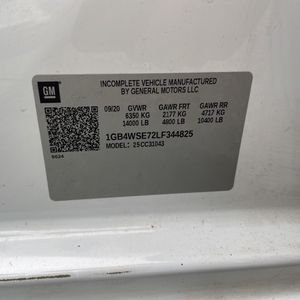 GM
INCOMPLETE VEHICLE MANUFACTURED
BY GENERAL MOTORS LLC
09/20 GVWR GAWR FRT GAWR RR
6350 KG 2177 KG 4717 KG
14000 LB 4800 LB 10400 LB
1GB4WSE72LF344825
MODEL: 25CC31043
S624